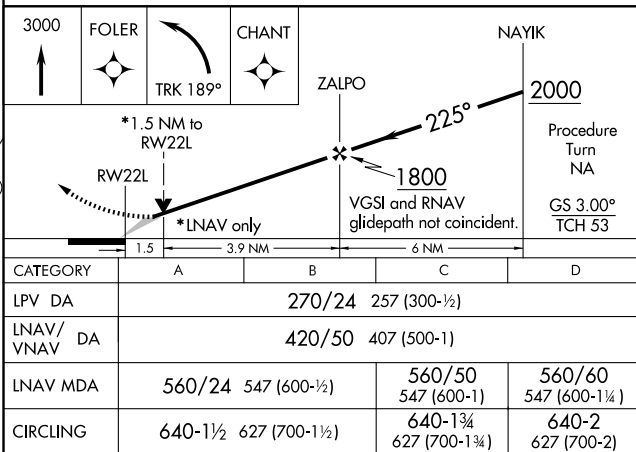 3000
FOLER
TRK 189°
CHANT
NAYIK
ZALPO
2000
225°
*1.5 NM to
RW22L
Procedure
Turn
NA
RW22L
1800
VGSI and RNAV
glidepath not coincident.
GS 3.00°
TCH 53
*LNAV only
1.5 3.9 NM 6 NM
CATEGORY A B C D
LPV DA 270/24 257 (300-½)
LNAV/
VNAV DA 420/50 407 (500-1)
LNAV MDA 560/24 547 (600-½) 560/50 560/60
547 (600-1) 547 (600-1¼)
CIRCLING 640-1½ 627 (700-1½) 640-1¾ 640-2
627 (700-1¾) 627 (700-2)